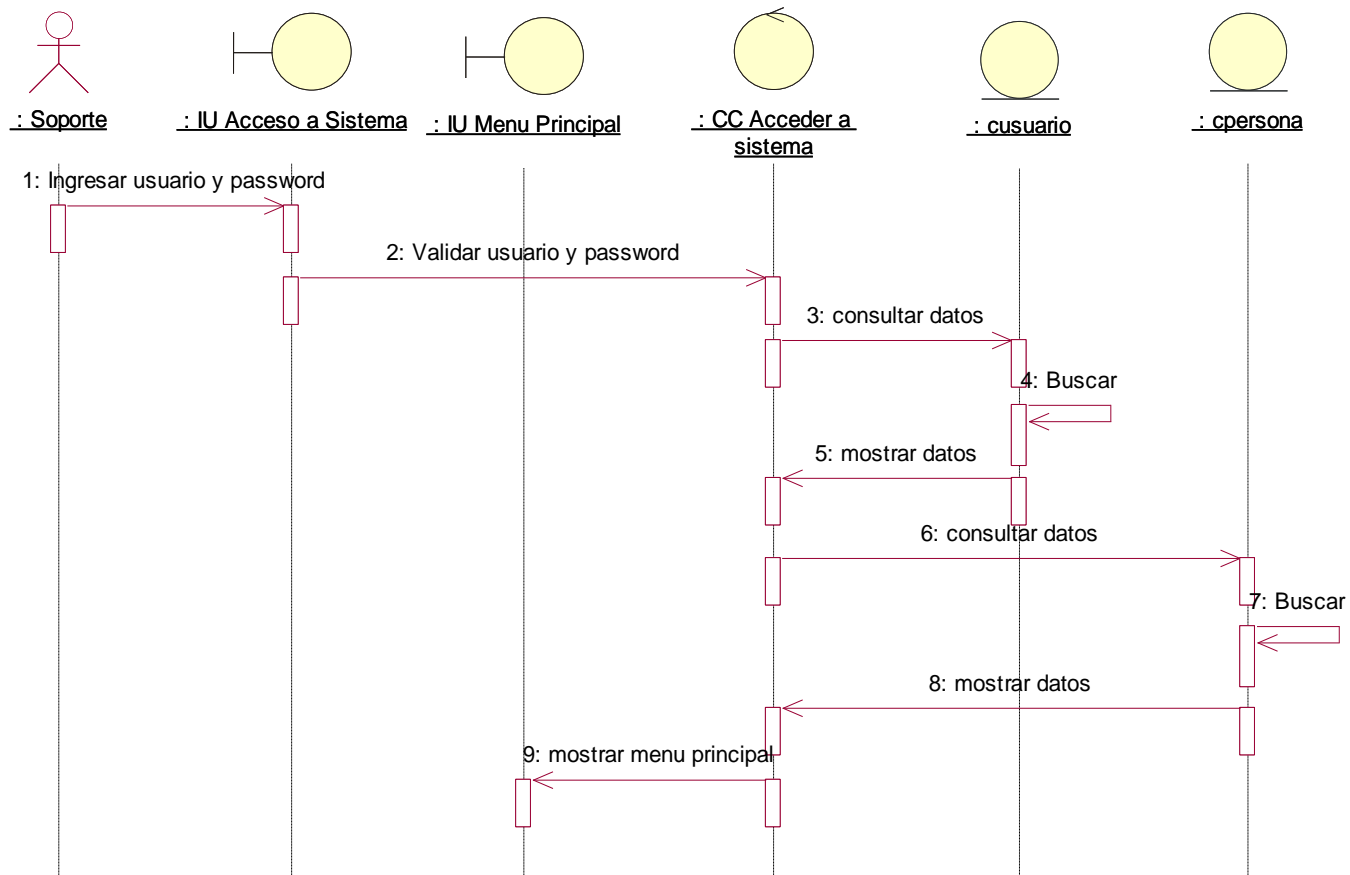 : Soporte
: IU Acceso a Sistema
: IU Menu Principal
: CC Acceder a
sistema
: cusuario
: cpersona
1: Ingresar usuario y password
2: Validar usuario y password
3: consultar datos
4: Buscar
5: mostrar datos
6: consultar datos
7: Buscar
8: mostrar datos
9: mostrar menu principal